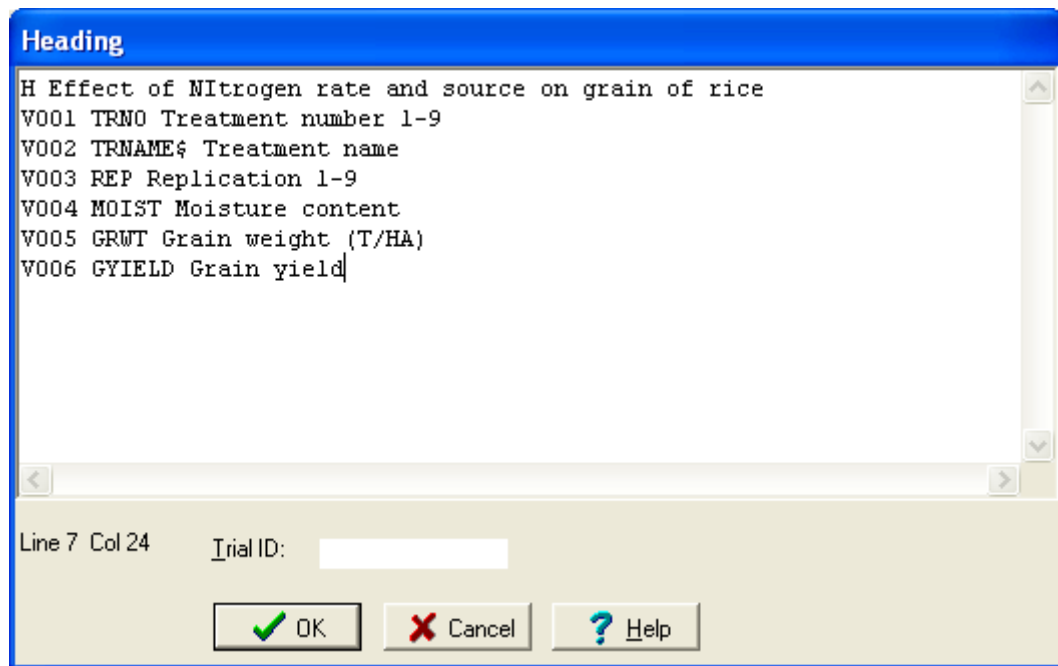 Heading
H Effect of NItrogen rate and source on grain of rice
V001 TRNO Treatment number 1-9
V002 TRNAME$ Treatment name
V003 REP Replication 1-9
V004 MOIST Moisture content
V005 GRWT Grain weight (T/HA)
V006 GYIELD Grain yield
Line 7 Col 24 Trial ID:
OK Cancel ? Help